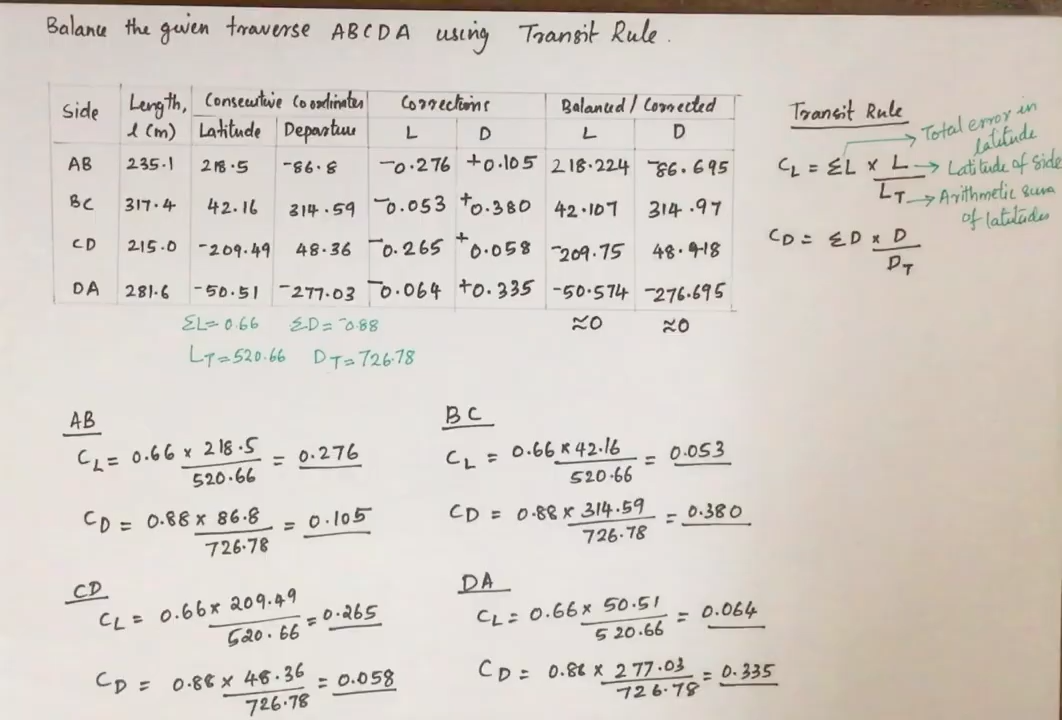 Balance the given traverse ABCDA using Transit Rule.
Side Length, l (m) Consecutive Coordinates Corrections Balanced / Corrected
Latitude Departure L D L D
AB 235.1 218.5 -86.8 -0.276 +0.105 218.224 -86.695
BC 317.4 42.16 314.59 -0.053 +0.380 42.107 314.97
CD 215.0 -209.49 48.36 -0.265 +0.058 -209.75 48.418
DA 281.6 -50.51 -277.03 -0.064 +0.335 -50.574 -276.695
ΣL= 0.66 ΣD= -0.88 ≈0 ≈0
LT=520.66 DT=726.78
Transit Rule
CL = ΣL × L / LT
→ Total error in latitude
→ Latitude of side
→ Arithmetic sum of latitudes
CD = ΣD × D / DT
AB
CL = 0.66 × 218.5 / 520.66 = 0.276
CD = 0.88 × 86.8 / 726.78 = 0.105
BC
CL = 0.66 × 42.16 / 520.66 = 0.053
CD = 0.88 × 314.59 / 726.78 = 0.380
CD
CL = 0.66 × 209.49 / 520.66 = 0.265
CD = 0.88 × 48.36 / 726.78 = 0.058
DA
CL = 0.66 × 50.51 / 520.66 = 0.064
CD = 0.88 × 277.03 / 726.78 = 0.335